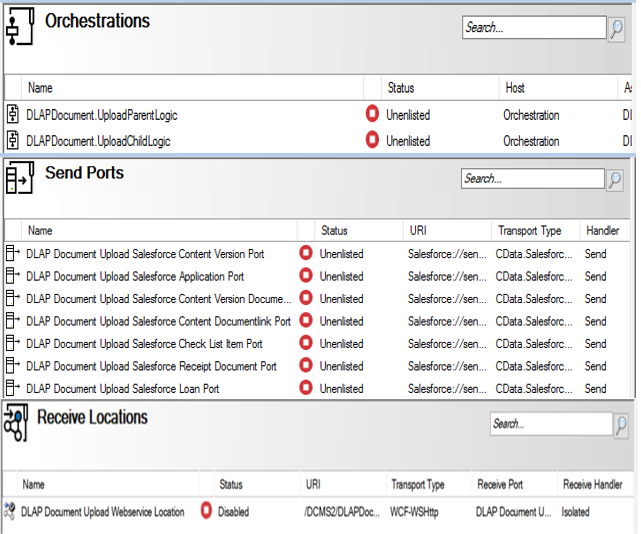 Orchestrations
Search...
Name Status Host
DLAPDocument.UploadParentLogic Unenlisted Orchestration
DLAPDocument.UploadChildLogic Unenlisted Orchestration
Send Ports
Search...
Name Status URI Transport Type Handler
DLAP Document Upload Salesforce Content Version Port Unenlisted Salesforce://sen... CData.Salesforc... Send
DLAP Document Upload Salesforce Application Port Unenlisted Salesforce://sen... CData.Salesforc... Send
DLAP Document Upload Salesforce Content Version Docume... Unenlisted Salesforce://sen... CData.Salesforc... Send
DLAP Document Upload Salesforce Content Documentlink Port Unenlisted Salesforce://sen... CData.Salesforc... Send
DLAP Document Upload Salesforce Check List Item Port Unenlisted Salesforce://sen... CData.Salesforc... Send
DLAP Document Upload Salesforce Receipt Document Port Unenlisted Salesforce://sen... CData.Salesforc... Send
DLAP Document Upload Salesforce Loan Port Unenlisted Salesforce://sen... CData.Salesforc... Send
Receive Locations
Search...
Name Status URI Transport Type Receive Port Receive Handler
DLAP Document Upload Webservice Location Disabled /DCMS2/DLAPDoc... WCF-WSHttp DLAP Document U... Isolated